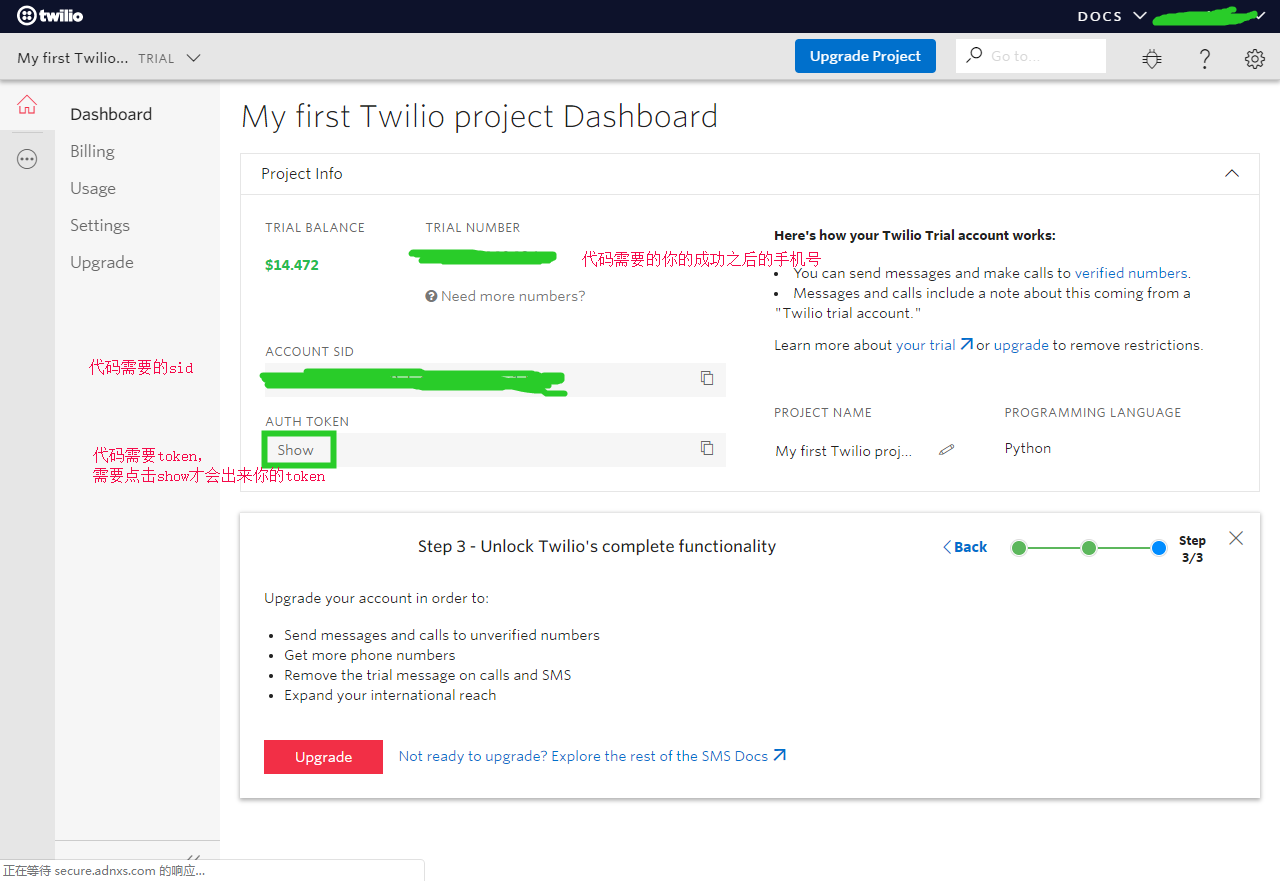 twilio
DOCS
My first Twilio... TRIAL
Upgrade Project
Go to...
Dashboard
Billing
Usage
Settings
Upgrade
My first Twilio project Dashboard
Project Info
TRIAL BALANCE
$14.472
TRIAL NUMBER
代码需要的你的成功之后的手机号
Need more numbers?
Here's how your Twilio Trial account works:
You can send messages and make calls to verified numbers.
Messages and calls include a note about this coming from a
"Twilio trial account."
Learn more about your trial or upgrade to remove restrictions.
ACCOUNT SID
代码需要的sid
AUTH TOKEN
Show
代码需要token,
需要点击show才会出来你的token
PROJECT NAME
My first Twilio proj...
PROGRAMMING LANGUAGE
Python
Step 3 - Unlock Twilio's complete functionality
Back
Step
3/3
Upgrade your account in order to:
Send messages and calls to unverified numbers
Get more phone numbers
Remove the trial message on calls and SMS
Expand your international reach
Upgrade
Not ready to upgrade? Explore the rest of the SMS Docs
正在等待 secure.adnxs.com 的响应...